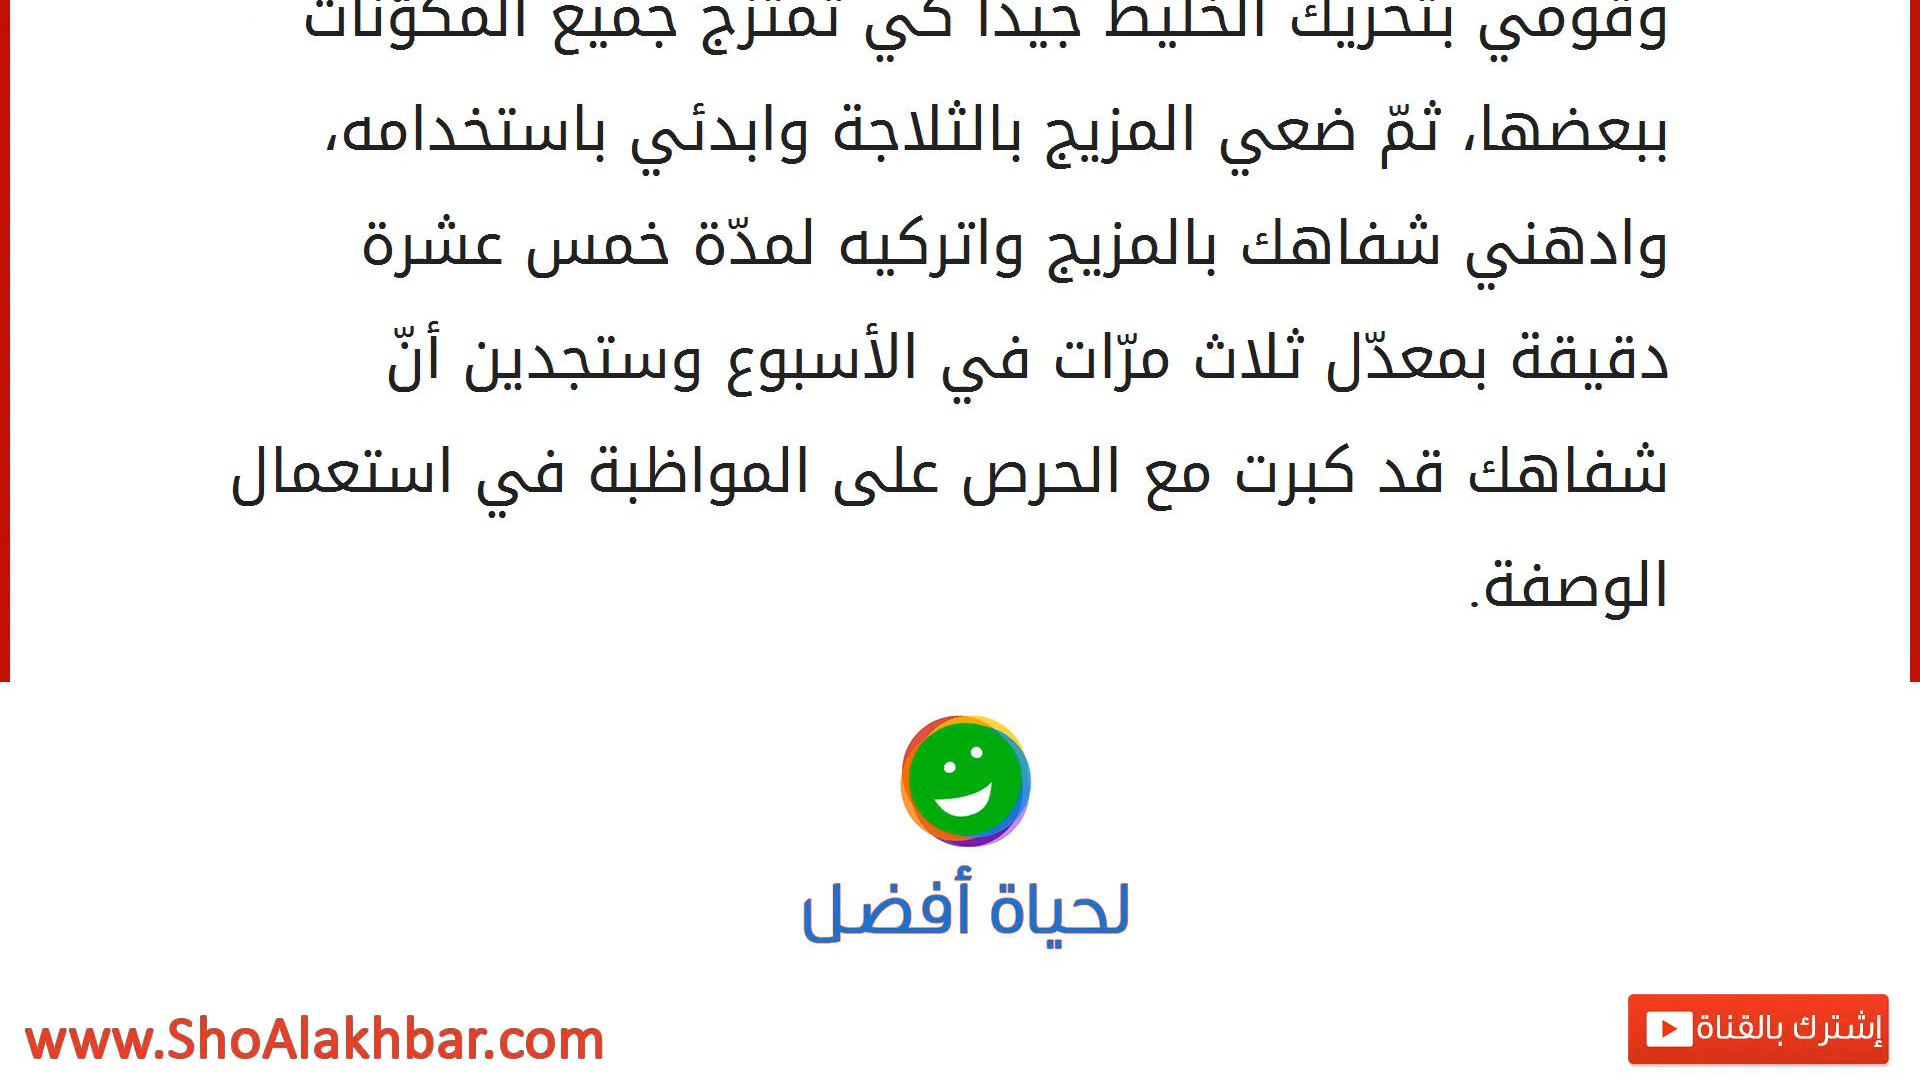 وقومي بتحريك الخليط جيدا كي تمتزج جميع المكونات
ببعضها، ثمّ ضعي المزيج بالثلاجة وابدئي باستخدامه،
وادهني شفاهك بالمزيج واتركيه لمدّة خمس عشرة
دقيقة بمعدّل ثلاث مرّات في الأسبوع وستجدين أنّ
شفاهك قد كبرت مع الحرص على المواظبة في استعمال
الوصفة.
لحياة أفضل
www.ShoAlakhbar.com
إشترك بالقناة